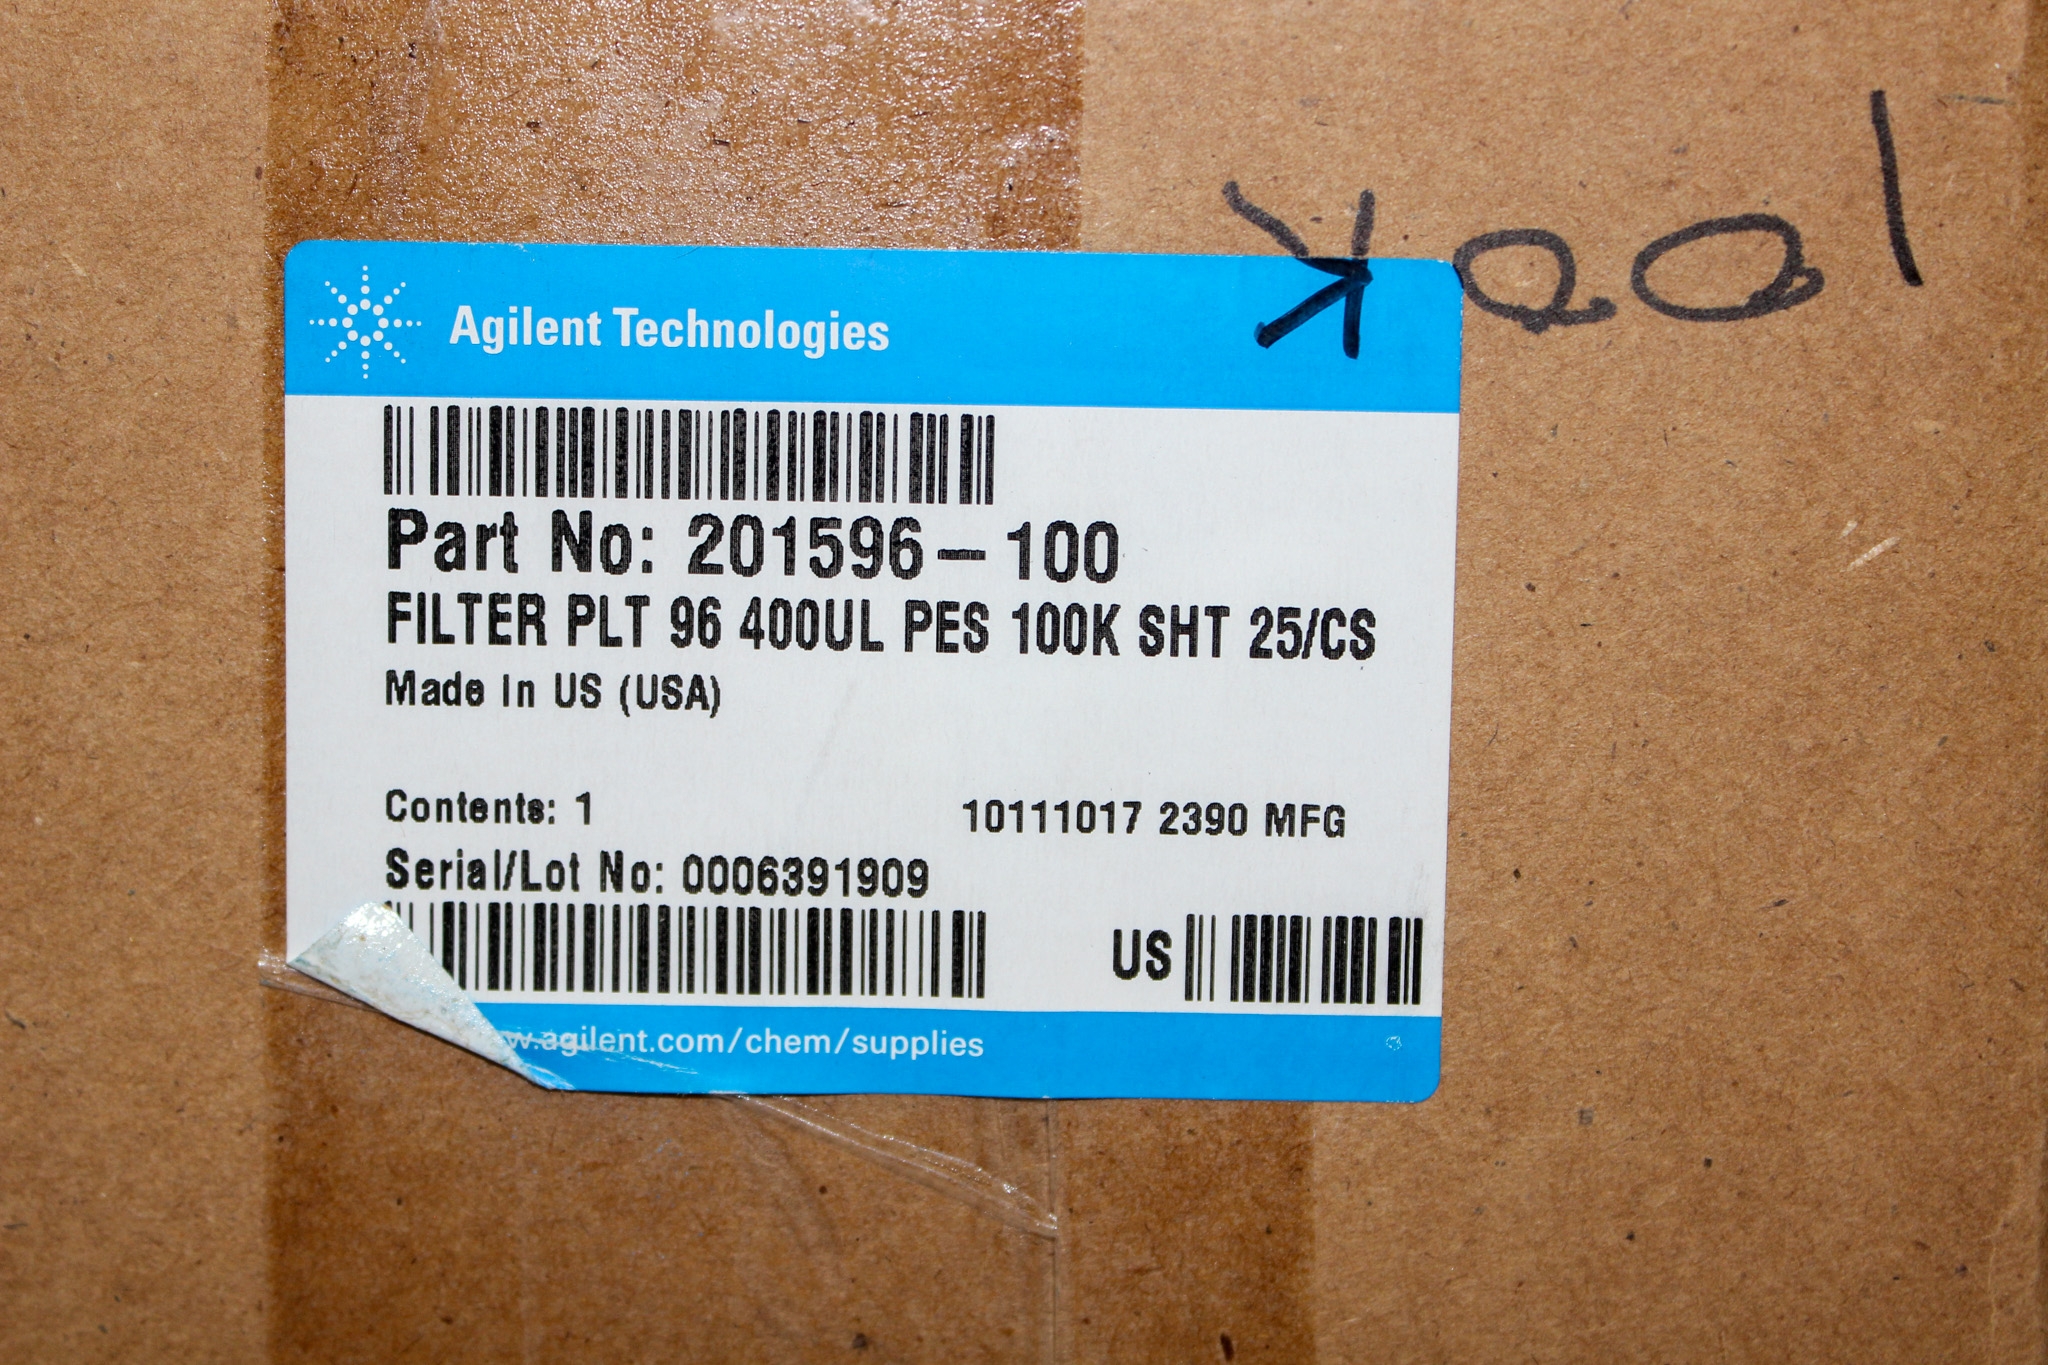 100K
Agilent Technologies
Part No: 201596-100
FILTER PLT 96 400UL PES 100K SHT 25/CS
Made In US (USA)
Contents: 1
10111017 2390 MFG
Serial/Lot No: 0006391909
US
w.agilent.com/chem/supplies